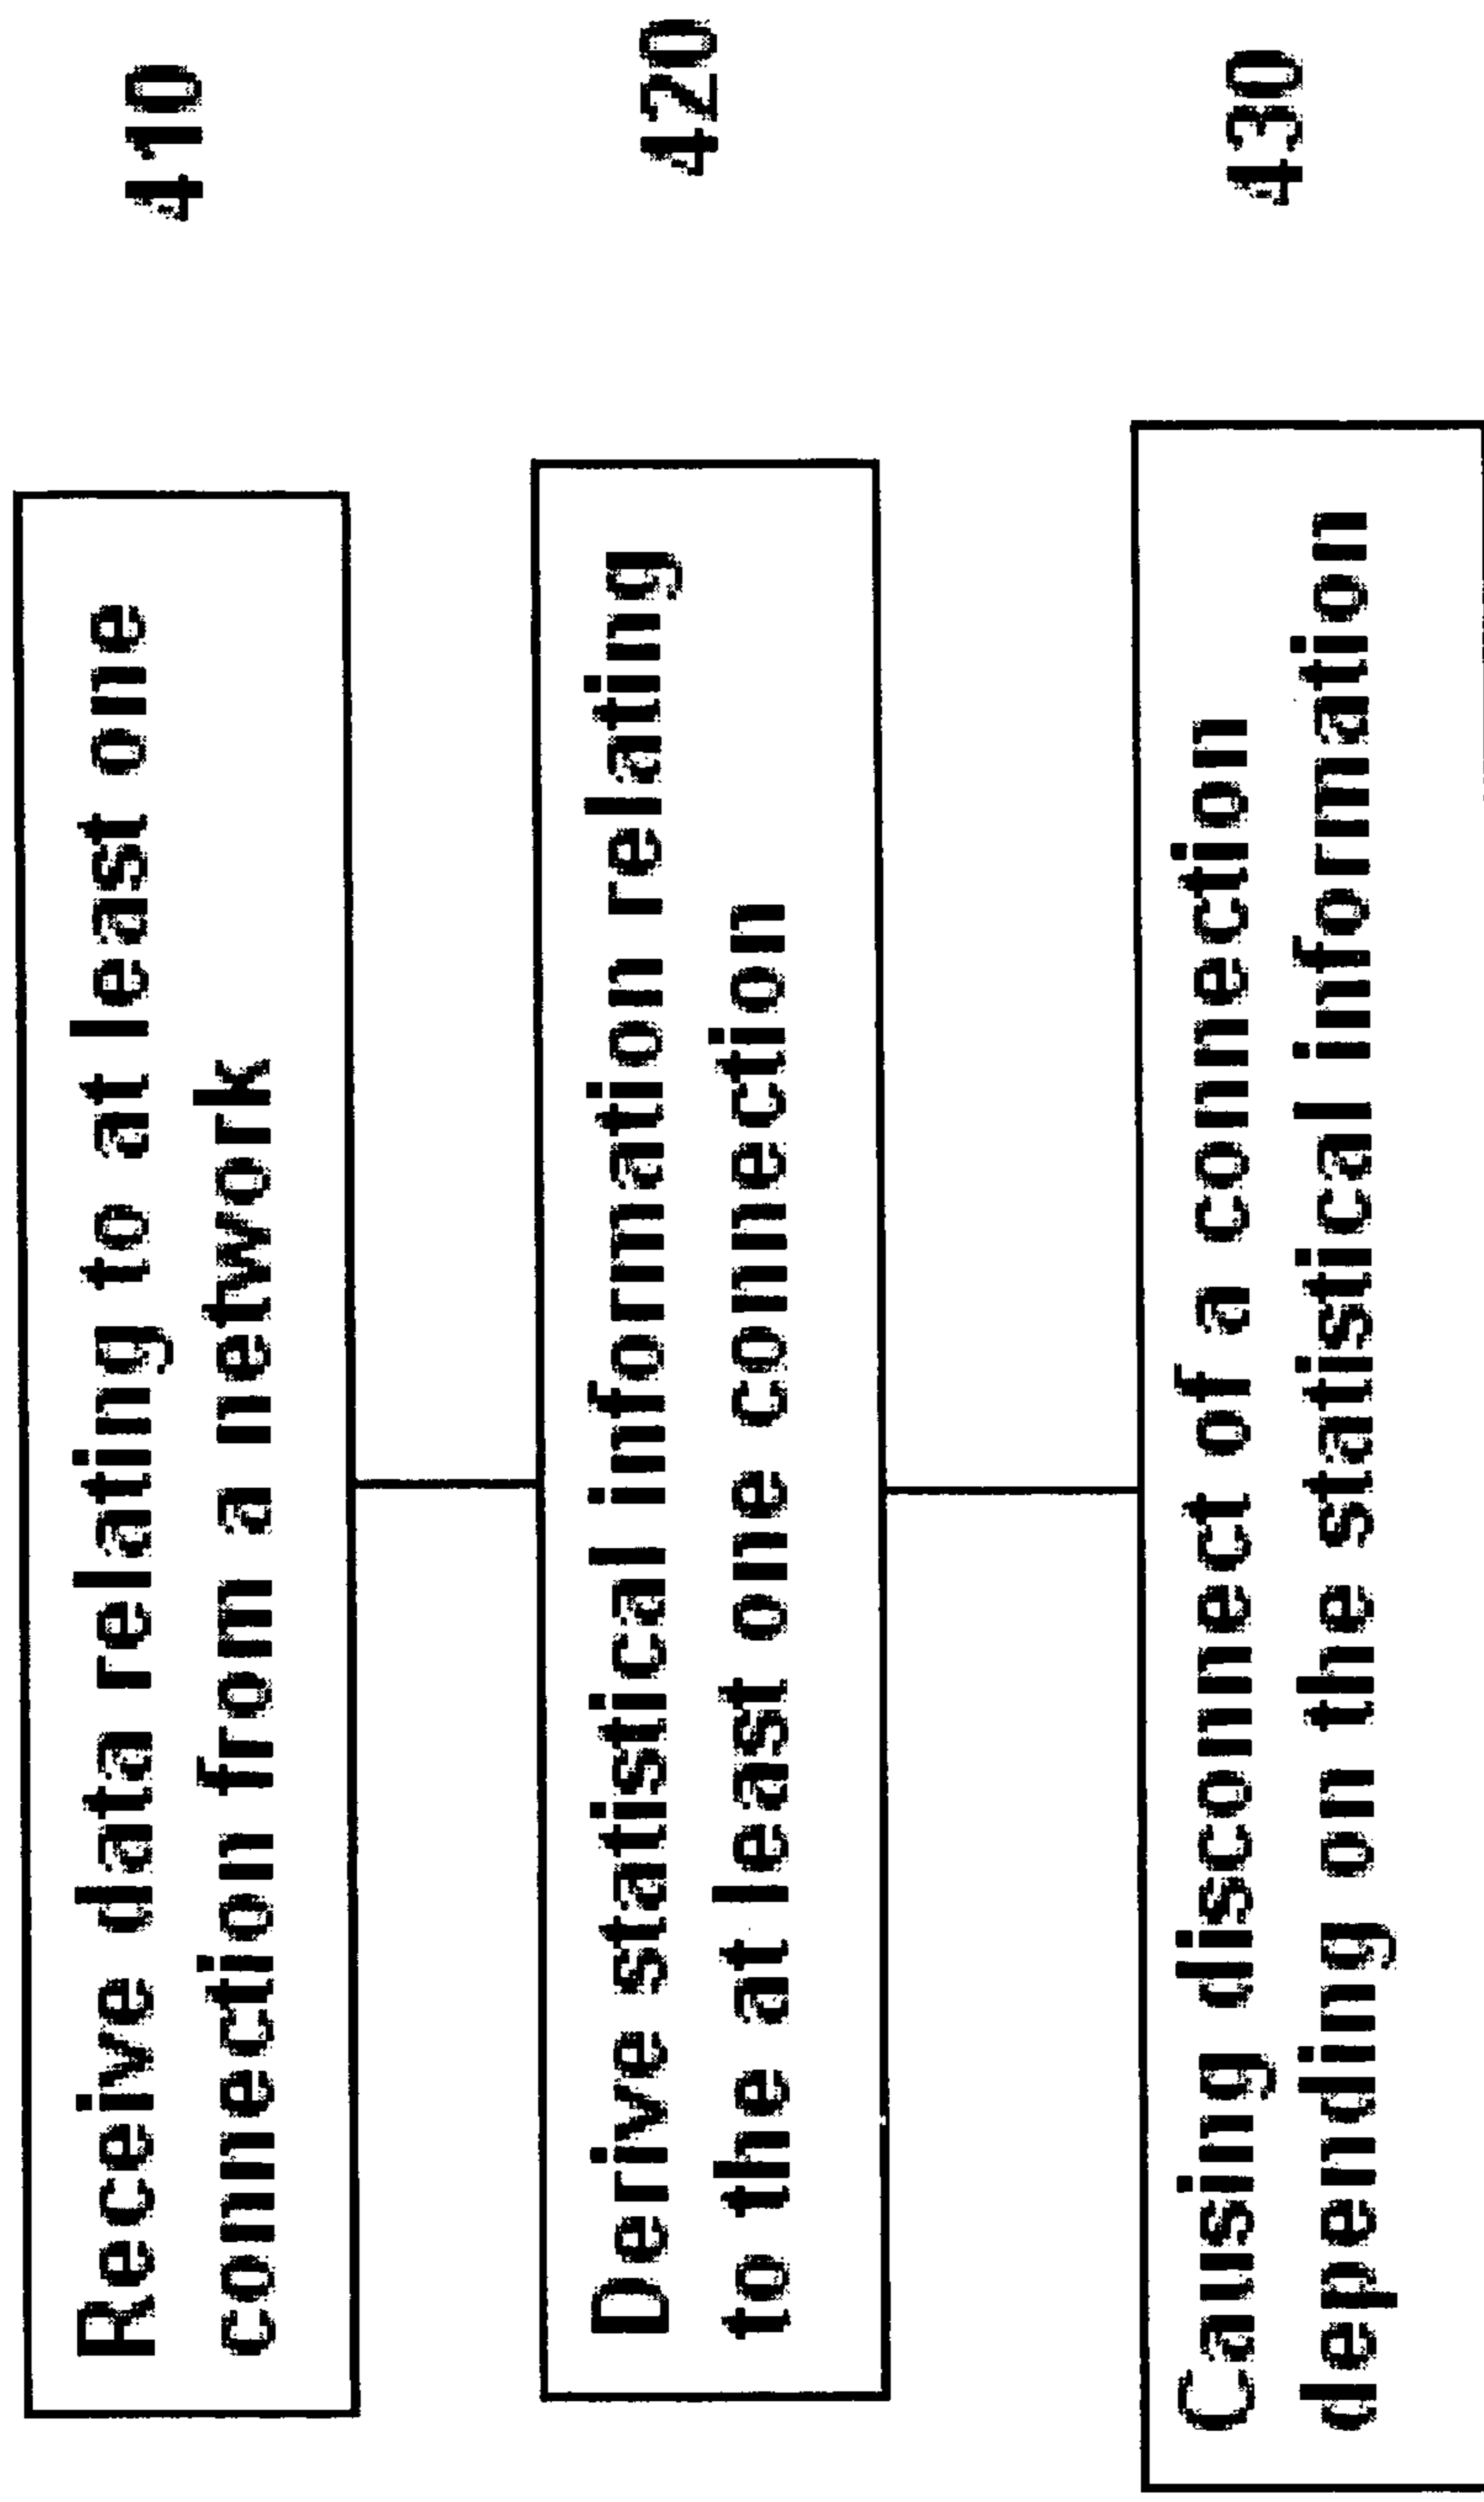 Receive data relating to at least one
connection from a network
410
Derive statistical information relating
to the at least one connection
420
Causing disconnect of a connection
depending on the statistical information
430